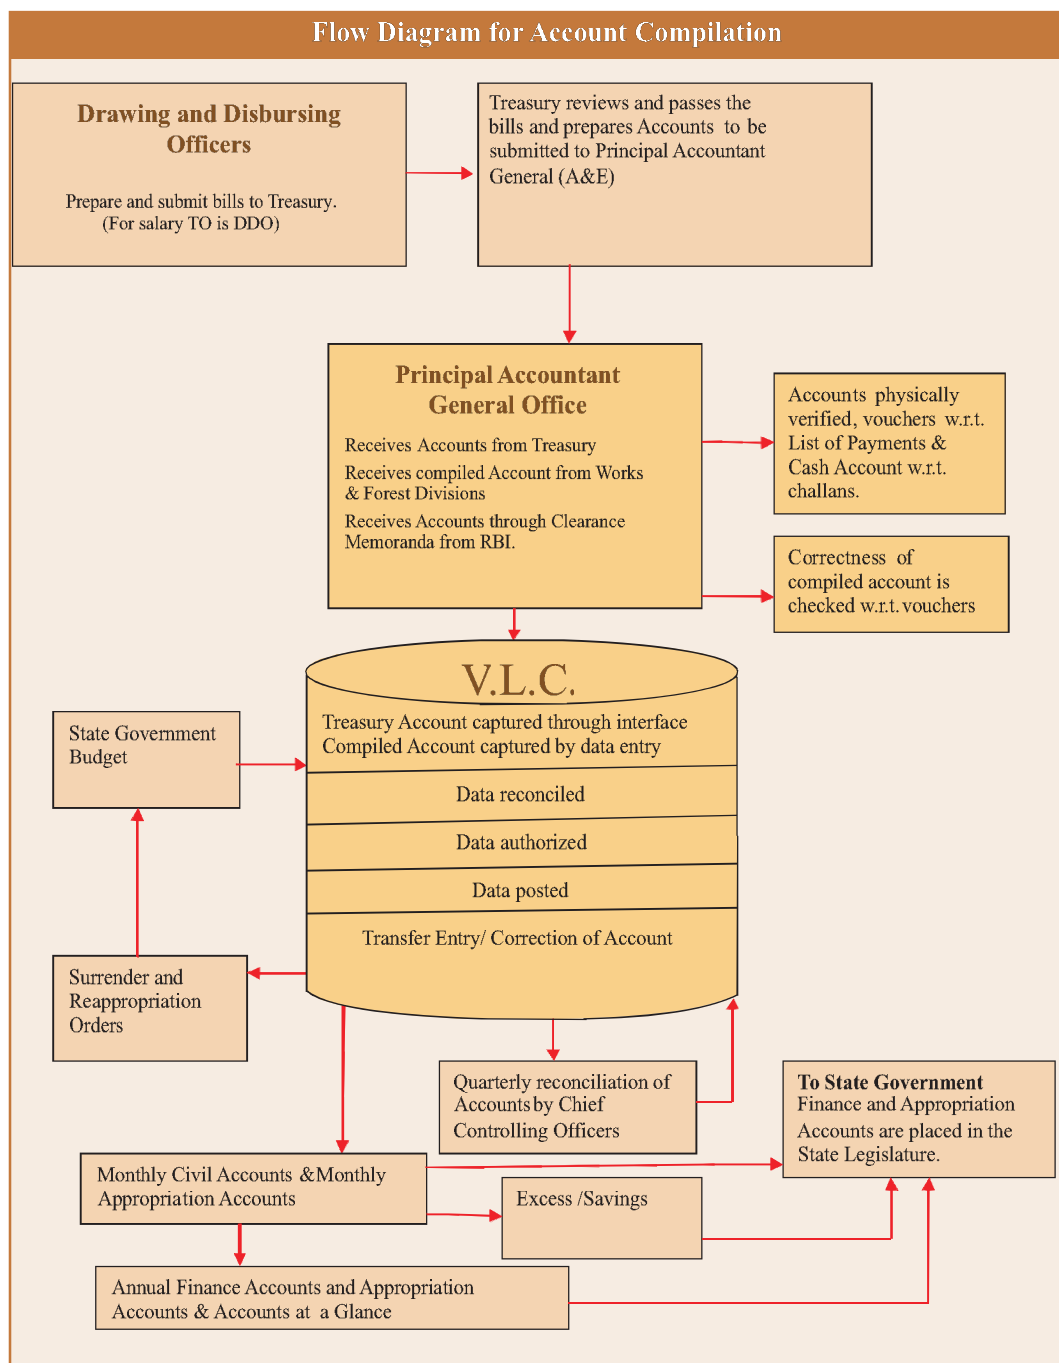 Flow Diagram for Account Compilation
Drawing and Disbursing
Officers
Prepare and submit bills to Treasury.
(For salary TO is DDO)
Treasury reviews and passes the
bills and prepares Accounts to be
submitted to Principal Accountant
General (A&E)
Principal Accountant
General Office
Receives Accounts from Treasury
Receives compiled Account from Works
& Forest Divisions
Receives Accounts through Clearance
Memoranda from RBI.
Accounts physically
verified, vouchers w.r.t.
List of Payments &
Cash Account w.r.t.
challans.
Correctness of
compiled account is
checked w.r.t. vouchers
V.L.C.
Treasury Account captured through interface
Compiled Account captured by data entry
Data reconciled
Data authorized
Data posted
Transfer Entry/ Correction of Account
State Government
Budget
Surrender and
Reappropriation
Orders
Quarterly reconciliation of
Accounts by Chief
Controlling Officers
To State Government
Finance and Appropriation
Accounts are placed in the
State Legislature.
Monthly Civil Accounts &Monthly
Appropriation Accounts
Excess /Savings
Annual Finance Accounts and Appropriation
Accounts & Accounts at a Glance